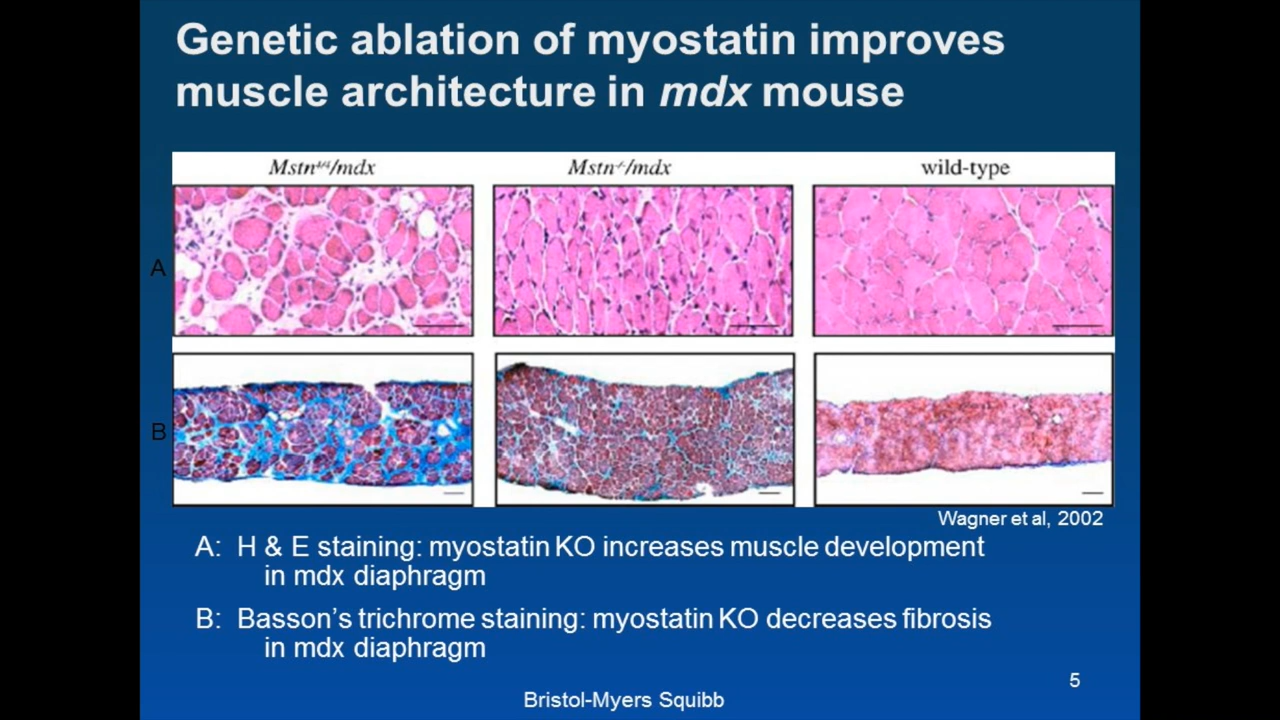 Genetic ablation of myostatin improves
muscle architecture in mdx mouse
Mstn+/+/mdx
Mstn-/-/mdx
wild-type
A
B
Wagner et al, 2002
A: H & E staining: myostatin KO increases muscle development
in mdx diaphragm
B: Basson's trichrome staining: myostatin KO decreases fibrosis
in mdx diaphragm
5
Bristol-Myers Squibb